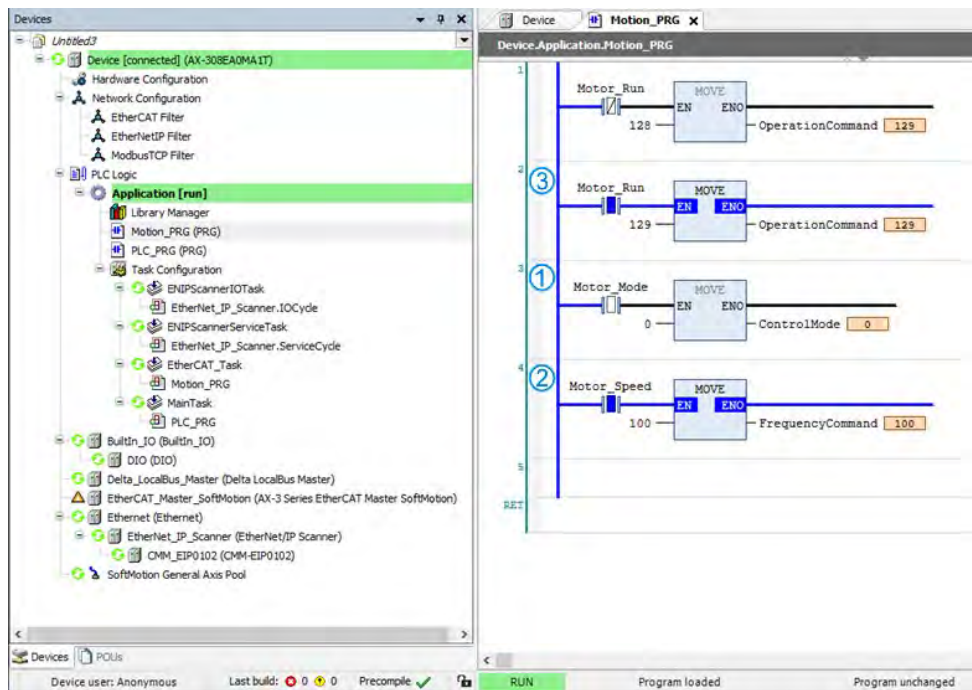 Devices
Untitled3
Device [connected] (AX-308EA0MA1T)
Hardware Configuration
Network Configuration
EtherCAT Filter
EtherNetIP Filter
ModbusTCP Filter
PLC Logic
Application [run]
Library Manager
Motion_PRG (PRG)
PLC_PRG (PRG)
Task Configuration
ENIPScannerIOTask
EtherNet_IP_Scanner.IOCycle
ENIPScannerServiceTask
EtherNet_IP_Scanner.ServiceCycle
EtherCAT_Task
Motion_PRG
MainTask
PLC_PRG
BuiltIn_IO (BuiltIn_IO)
DIO (DIO)
Delta_LocalBus_Master (Delta LocalBus Master)
EtherCAT_Master_SoftMotion (AX-3 Series EtherCAT Master SoftMotion)
Ethernet (Ethernet)
EtherNet_IP_Scanner (EtherNet/IP Scanner)
CMM_EIP0102 (CMM-EIP0102)
SoftMotion General Axis Pool
Devices POUs
Device user: Anonymous Last build: 0 0 Precompile
Device Motion_PRG
Device.Application.Motion_PRG
1
Motor_Run MOVE
EN ENO
128 OperationCommand 129
2
③ Motor_Run MOVE
EN ENO
129 OperationCommand 129
3
① Motor_Mode MOVE
EN ENO
0 ControlMode 0
4
② Motor_Speed MOVE
EN ENO
100 FrequencyCommand 100
5
RET
RUN Program loaded Program unchanged